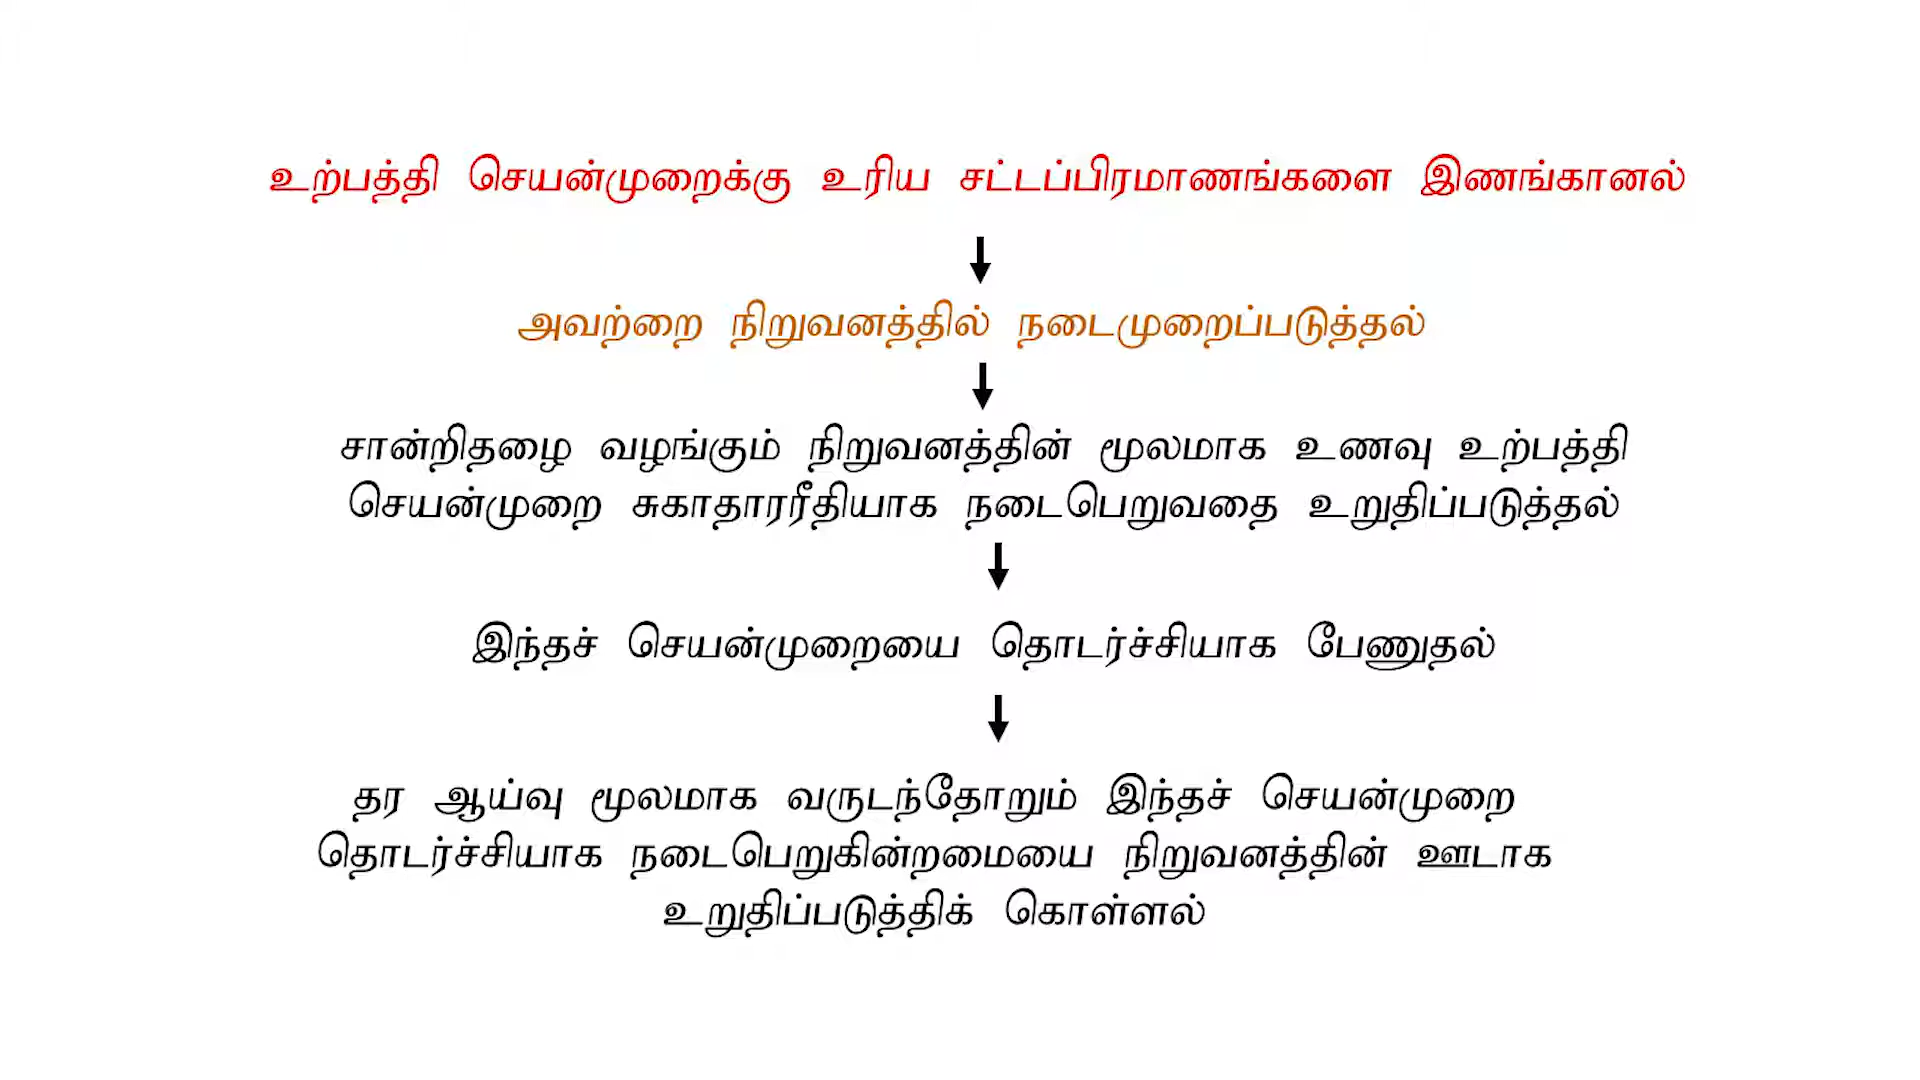 உற்பத்தி செயன்முறைக்கு உரிய சட்டப்பிரமாணங்களை இணங்கானல்
அவற்றை நிறுவனத்தில் நடைமுறைப்படுத்தல்
சான்றிதழை வழங்கும் நிறுவனத்தின் மூலமாக உணவு உற்பத்தி
செயன்முறை சுகாதாரரீதியாக நடைபெறுவதை உறுதிப்படுத்தல்
இந்தச் செயன்முறையை தொடர்ச்சியாக பேணுதல்
தர ஆய்வு மூலமாக வருடந்தோறும் இந்தச் செயன்முறை
தொடர்ச்சியாக நடைபெறுகின்றமையை நிறுவனத்தின் ஊடாக
உறுதிப்படுத்திக் கொள்ளல்